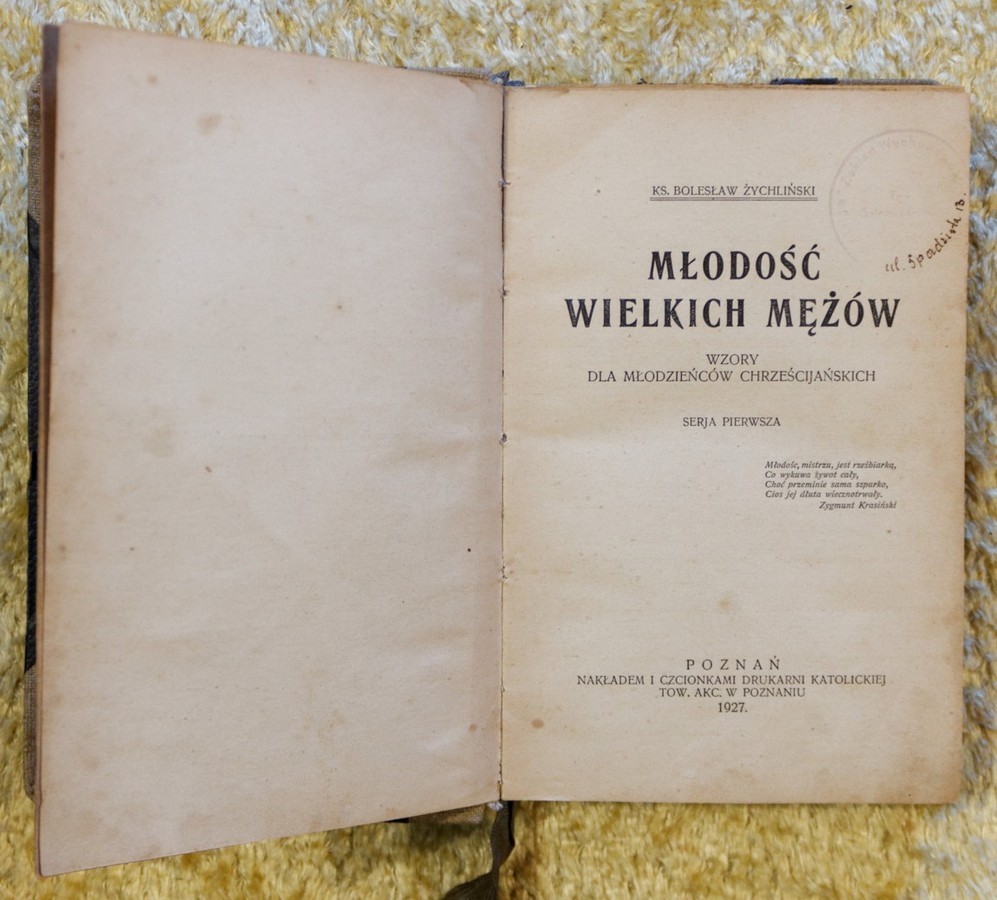 KS. BOLESŁAW ŻYCHLIŃSKI
ul. Spadzista 13.
MŁODOŚĆ
WIELKICH MĘŻÓW
WZORY
DLA MŁODZIEŃCÓW CHRZEŚCIJAŃSKICH
SERJA PIERWSZA
Młodość, mistrzu, jest rzeźbiarką,
Co wykuwa żywot cały,
Choć przeminie sama szparko,
Cios jej dłuta wiecznotrwały.
Zygmunt Krasiński
POZNAŃ
NAKŁADEM I CZCIONKAMI DRUKARNI KATOLICKIEJ
TOW. AKC. W POZNANIU
1927.